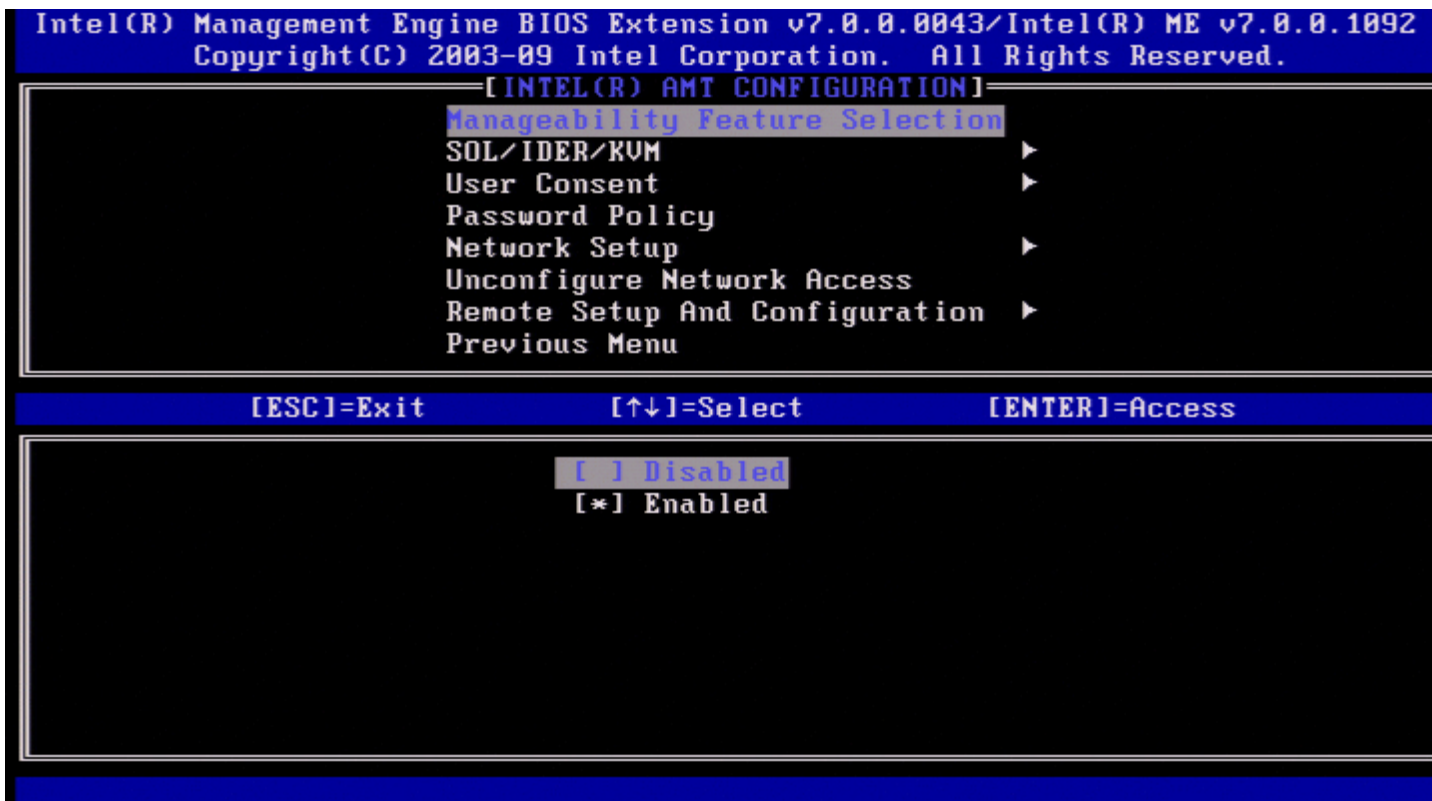 Intel(R) Management Engine BIOS Extension v7.0.0.0043/Intel(R) ME v7.0.0.1092
Copyright(C) 2003-09 Intel Corporation. All Rights Reserved.
[INTEL(R) AMT CONFIGURATION]
Manageability Feature Selection
SOL/IDER/KVM ►
User Consent ►
Password Policy
Network Setup ►
Unconfigure Network Access
Remote Setup And Configuration ►
Previous Menu
[ESC]=Exit [↑↓]=Select [ENTER]=Access
[ ] Disabled
[*] Enabled